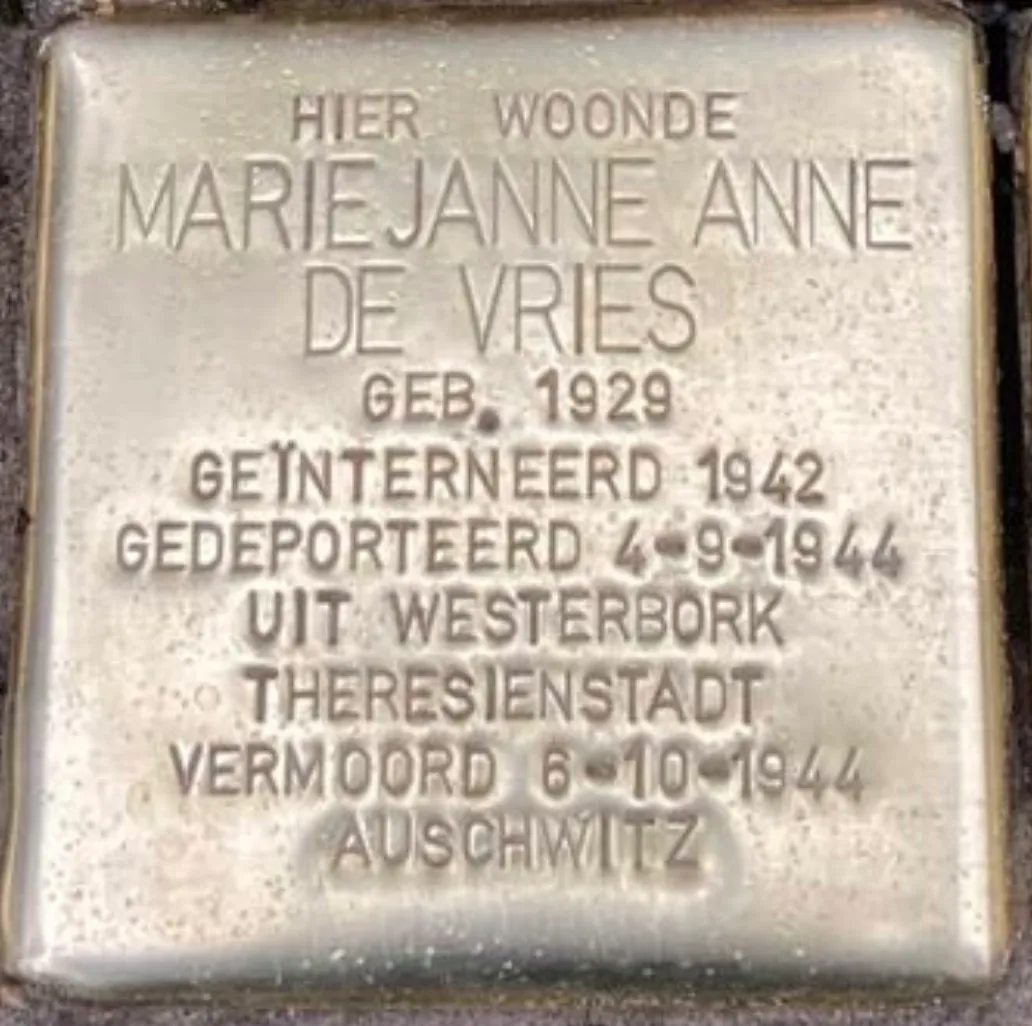 HIER WOONDE
MARIEJANNE ANNE
DE VRIES
GEB. 1929
GEÏNTERNEERD 1942
GEDEPORTEERD 4-9-1944
UIT WESTERBORK
THERESIENSTADT
VERMOORD 6-10-1944
AUSCHWITZ